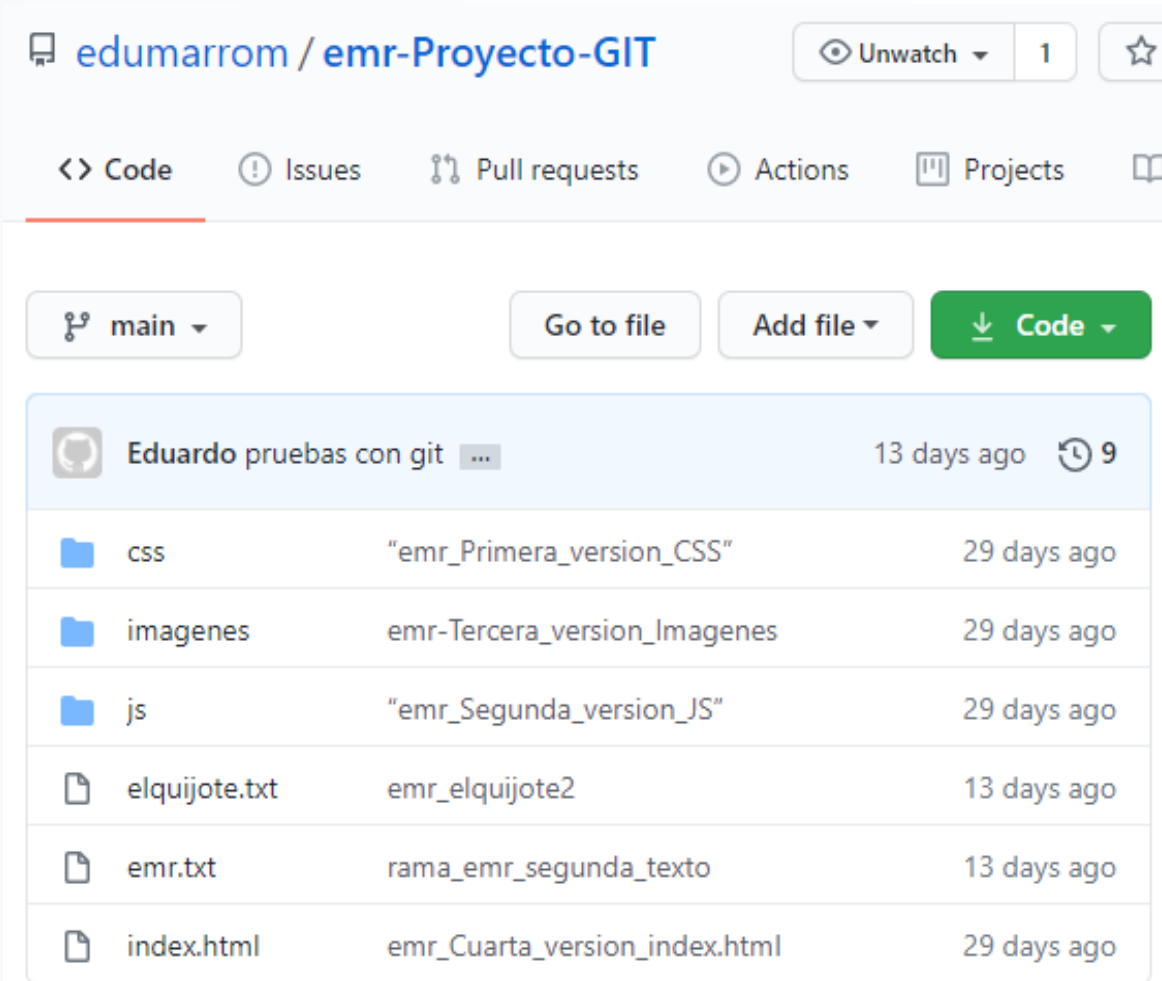 edumarrom / emr-Proyecto-GIT Unwatch 1
Code Issues Pull requests Actions Projects
main Go to file Add file Code
Eduardo pruebas con git ... 13 days ago 9
css “emr_Primera_version_CSS” 29 days ago
imagenes emr-Tercera_version_Imagenes 29 days ago
js “emr_Segunda_version_JS” 29 days ago
elquijote.txt emr_elquijote2 13 days ago
emr.txt rama_emr_segunda_texto 13 days ago
index.html emr_Cuarta_version_index.html 29 days ago